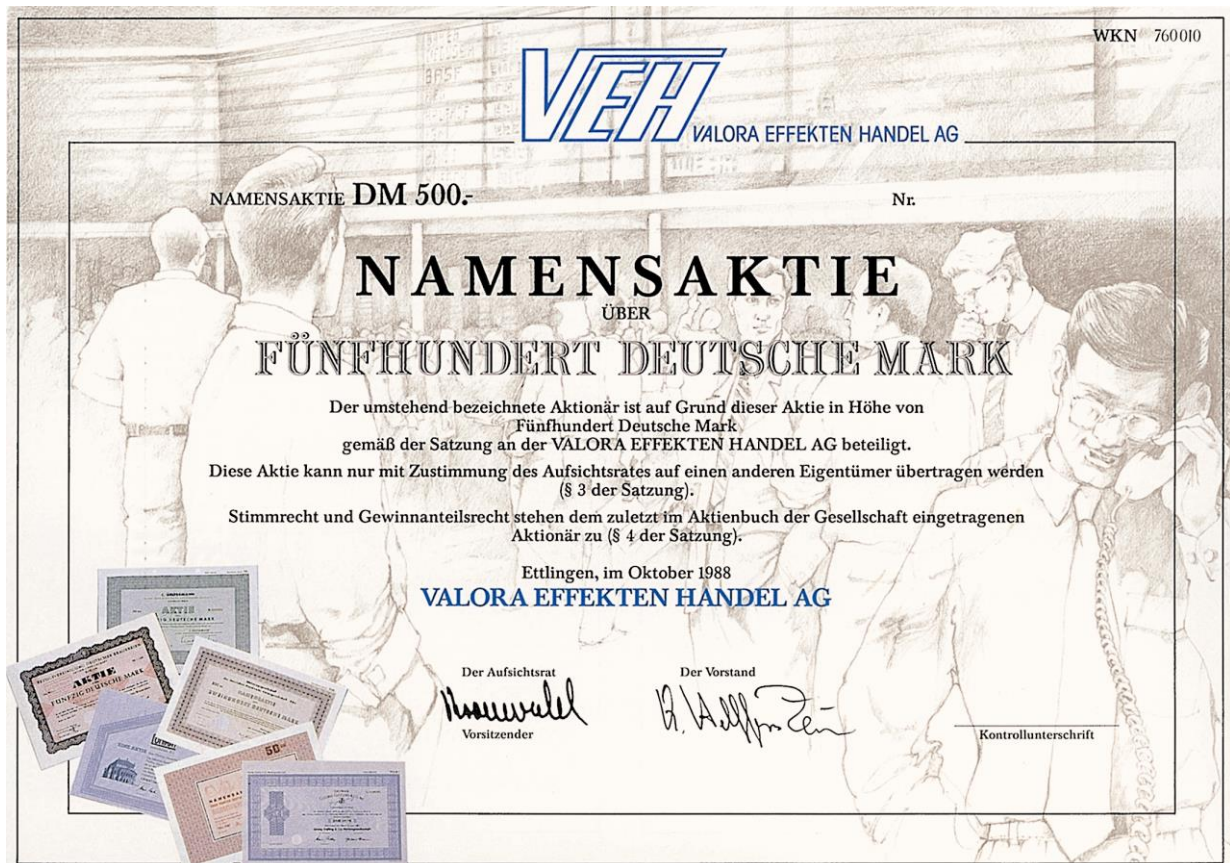 WKN 760010
VEH
VALORA EFFEKTEN HANDEL AG
NAMENSAKTIE DM 500.-
Nr.
NAMENSAKTIE
ÜBER
FÜNFHUNDERT DEUTSCHE MARK
Der umstehend bezeichnete Aktionär ist auf Grund dieser Aktie in Höhe von
Fünfhundert Deutsche Mark
gemäß der Satzung an der VALORA EFFEKTEN HANDEL AG beteiligt.
Diese Aktie kann nur mit Zustimmung des Aufsichtsrates auf einen anderen Eigentümer übertragen werden
(§ 3 der Satzung).
Stimmrecht und Gewinnanteilsrecht stehen dem zuletzt im Aktienbuch der Gesellschaft eingetragenen
Aktionär zu (§ 4 der Satzung).
Ettlingen, im Oktober 1988
VALORA EFFEKTEN HANDEL AG
Der Aufsichtsrat
Vorsitzender
Der Vorstand
Kontrollunterschrift
BASF
AKTIE
DEUTSCHE MARK
AKTIE
FÜNFZIG DEUTSCHE MARK
NAMENSAKTIE
50